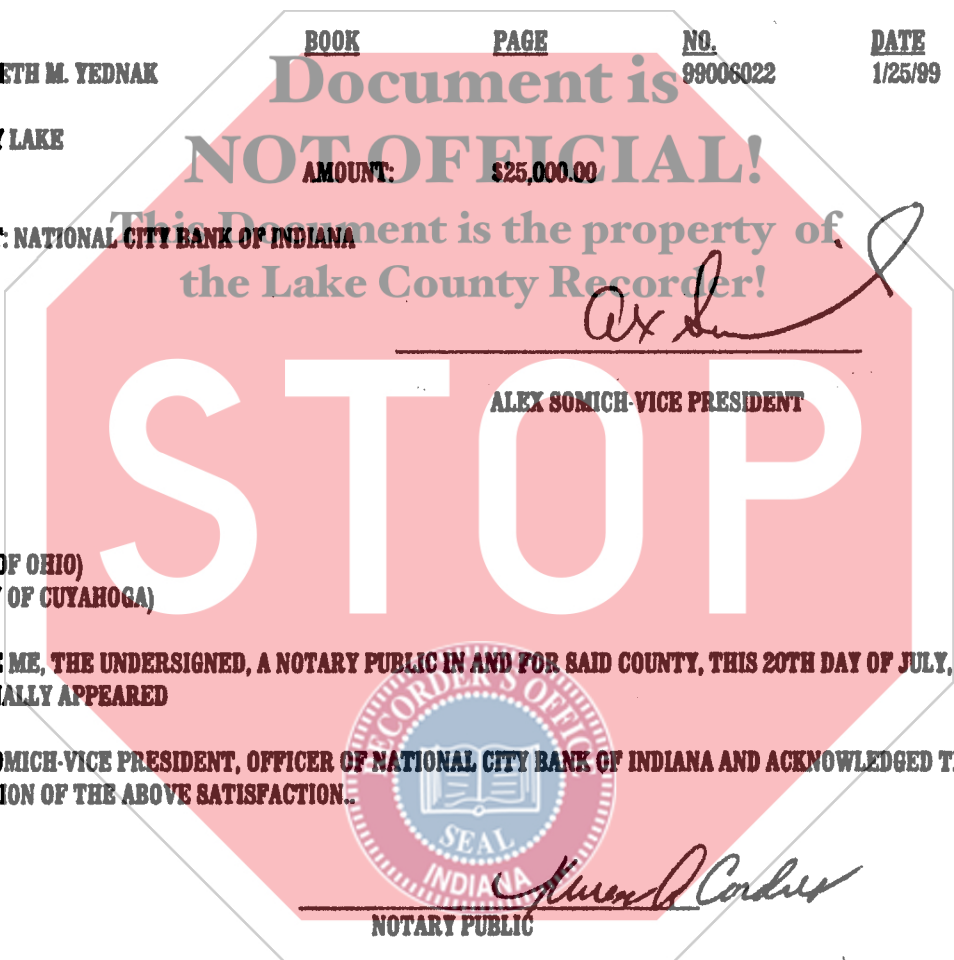 BOOK PAGE NO. DATE
ETH M. YEDNAK 99006022 1/25/99
Document is
LAKE
NOT OFFICIAL!
AMOUNT: $25,000.00
This Document is the property of
: NATIONAL CITY BANK OF INDIANA
the Lake County Recorder!
Alex
ALEX SOMICH-VICE PRESIDENT
STOP
OF OHIO)
OF CUYAHOGA)
ME, THE UNDERSIGNED, A NOTARY PUBLIC IN AND FOR SAID COUNTY, THIS 20TH DAY OF JULY,
ALLY APPEARED
RECORDER'S OFFICE
OMICH-VICE PRESIDENT, OFFICER OF NATIONAL CITY BANK OF INDIANA AND ACKNOWLEDGED T
ION OF THE ABOVE SATISFACTION..
SEAL
INDIANA
NOTARY PUBLIC